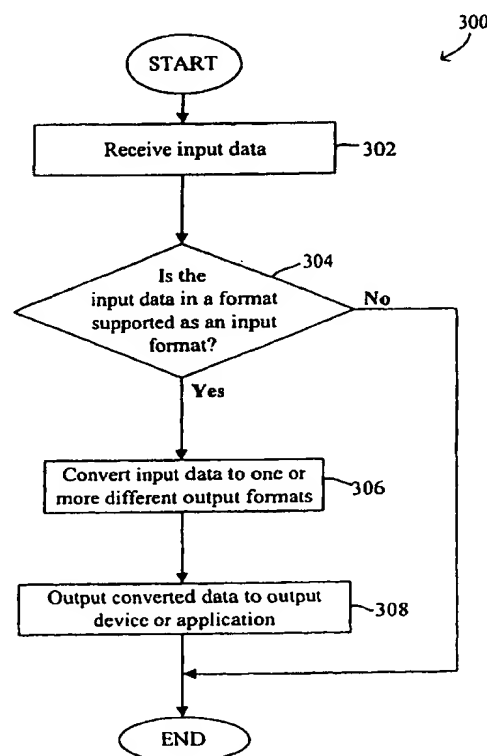 300
START
Receive input data
302
304
Is the
input data in a format
supported as an input
format?
No
Yes
Convert input data to one or
more different output formats
306
Output converted data to output
device or application
308
END